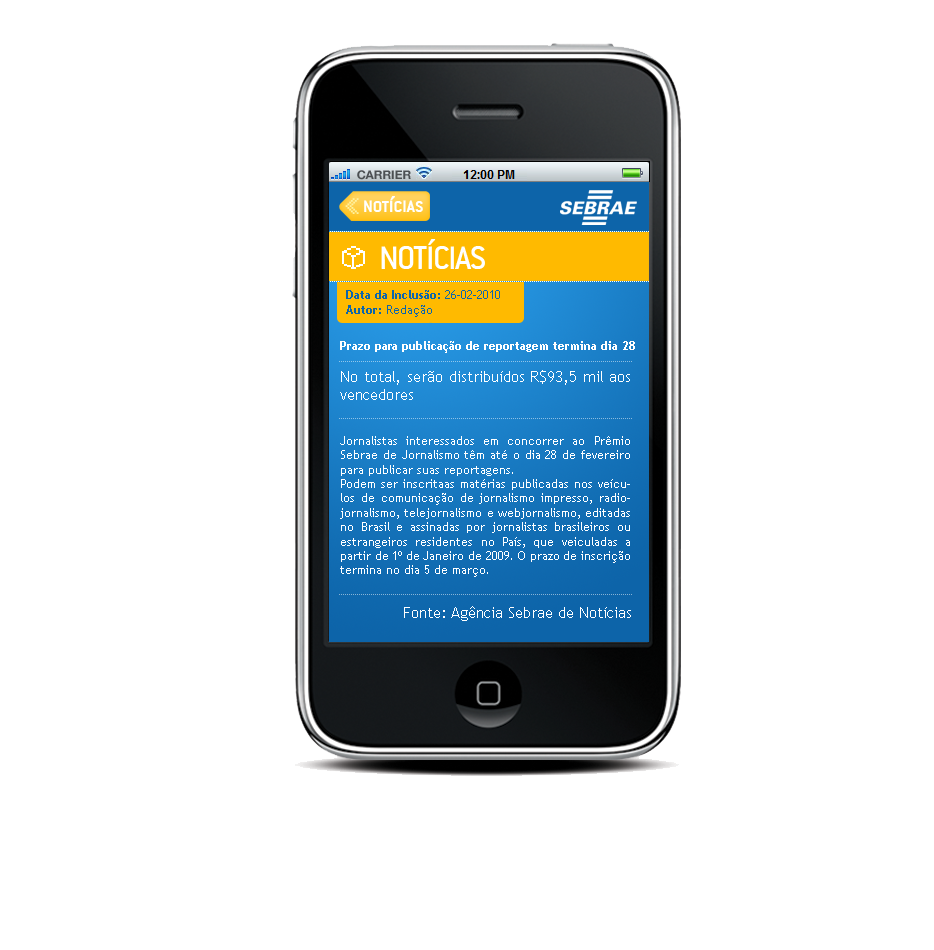 CARRIER 12:00 PM
NOTÍCIAS SEBRAE
NOTÍCIAS
Data da Inclusão: 26-02-2010
Autor: Redação
Prazo para publicação de reportagem termina dia 28
No total, serão distribuídos R$93,5 mil aos
vencedores
Jornalistas interessados em concorrer ao Prêmio
Sebrae de Jornalismo têm até o dia 28 de fevereiro
para publicar suas reportagens.
Podem ser inscritaas matérias publicadas nos veícu-
los de comunicação de jornalismo impresso, radio-
jornalismo, telejornalismo e webjornalismo, editadas
no Brasil e assinadas por jornalistas brasileiros ou
estrangeiros residentes no País, que veiculadas a
partir de 1º de Janeiro de 2009. O prazo de inscrição
termina no dia 5 de março.
Fonte: Agência Sebrae de Notícias